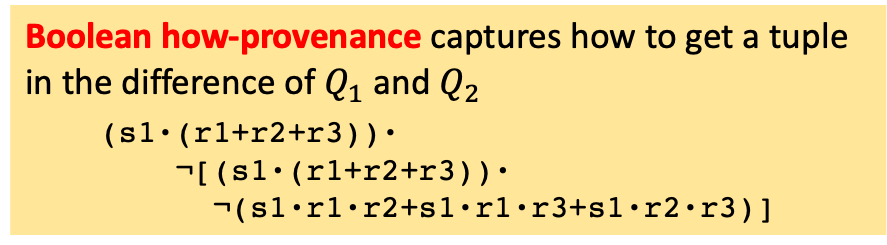 Boolean how-provenance captures how to get a tuple
in the difference of Q₁ and Q₂
(s1·(r1+r2+r3))·
¬[(s1·(r1+r2+r3))·
¬(s1·r1·r2+s1·r1·r3+s1·r2·r3)]